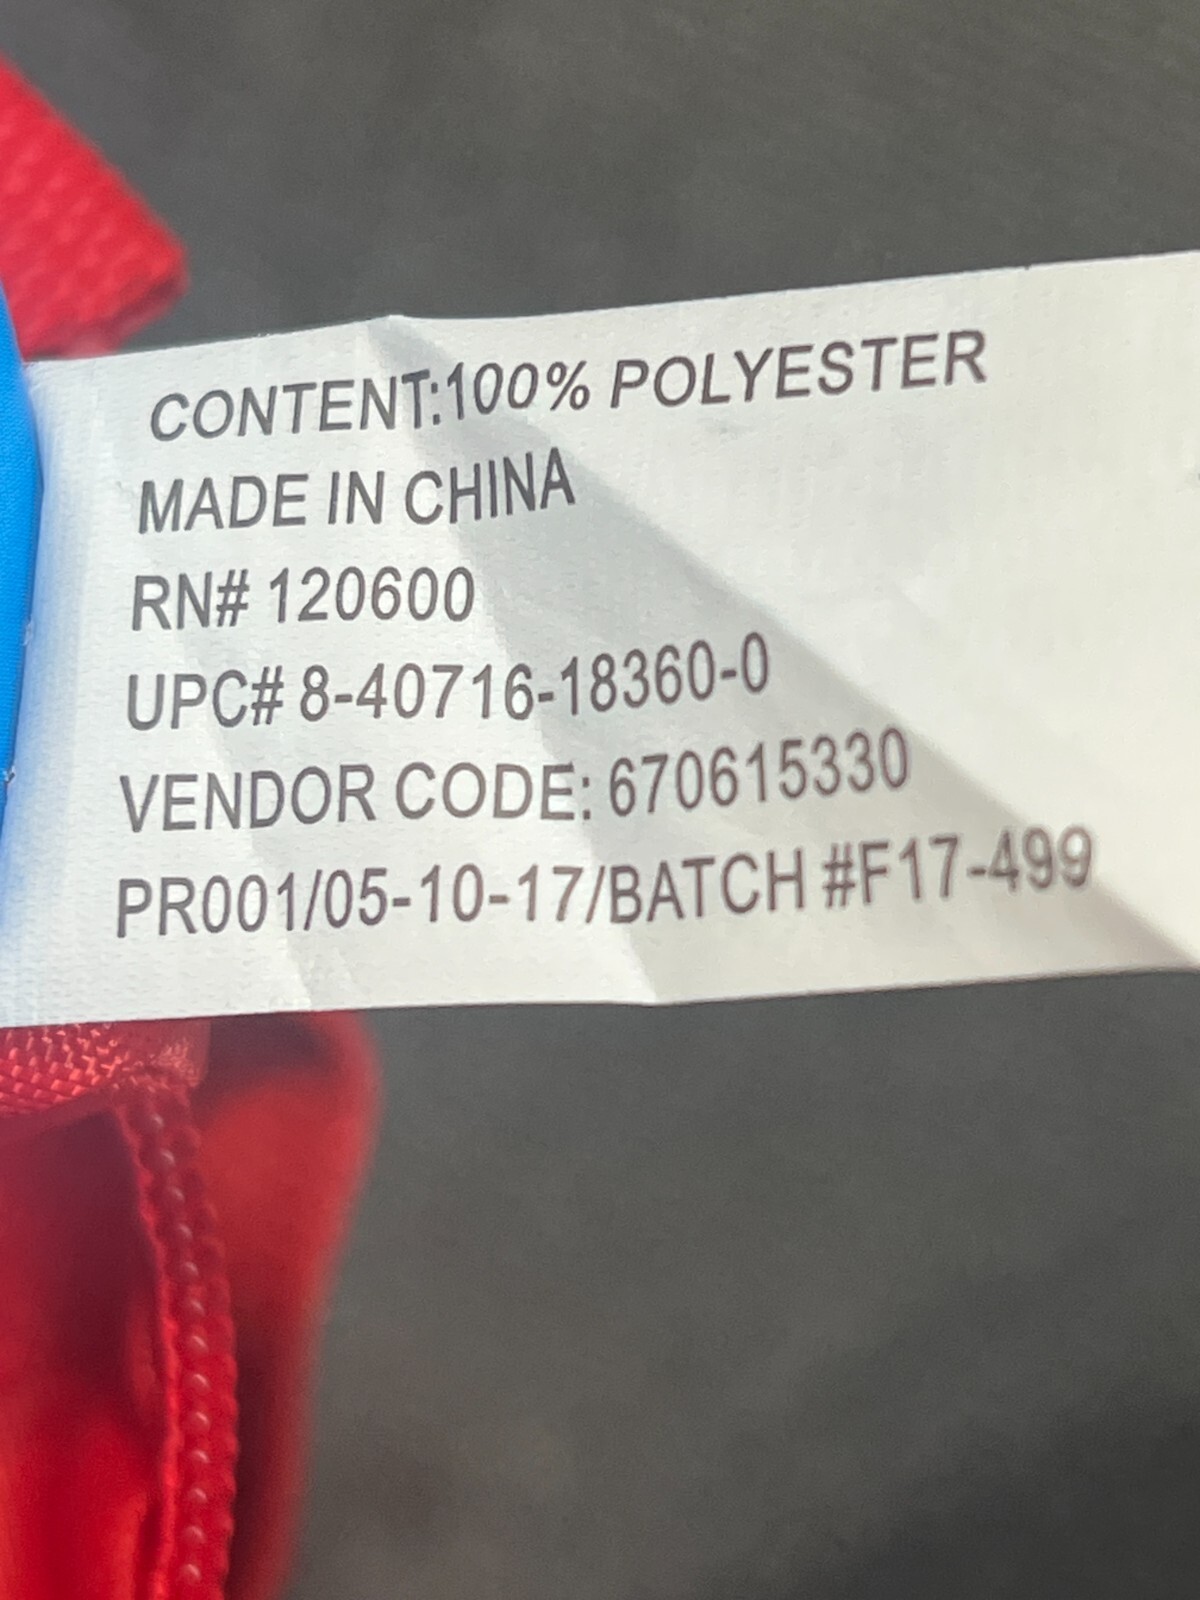 CONTENT:100% POLYESTER
MADE IN CHINA
RN# 120600
UPC# 8-40716-18360-0
VENDOR CODE: 670615330
PR001/05-10-17/BATCH #F17-499